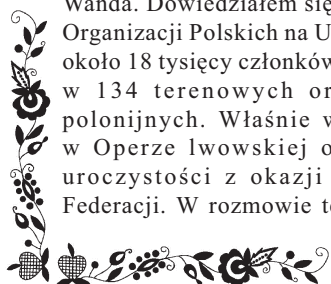 Wanda. Dowiedziałem się
Organizacji Polskich na U
około 18 tysięcy członków
w 134 terenowych or
polonijnych. Właśnie w
w Operze lwowskiej o
uroczystości z okazji
Federacji. W rozmowie te